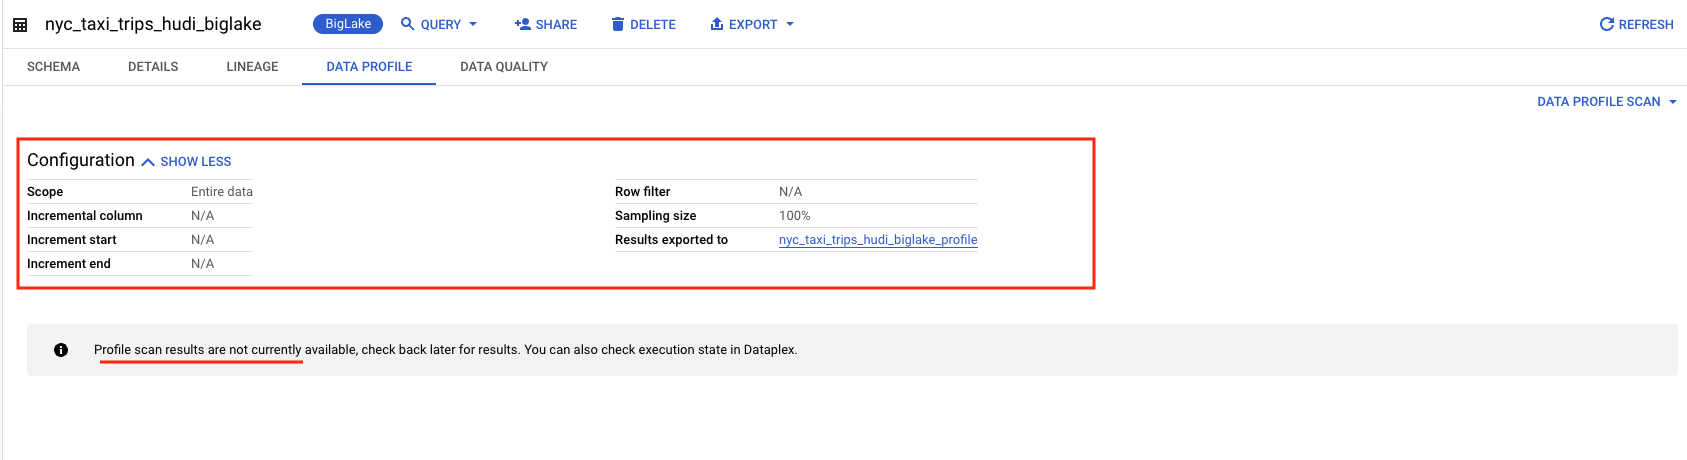 nyc_taxi_trips_hudi_biglake BigLake QUERY SHARE DELETE EXPORT REFRESH
SCHEMA DETAILS LINEAGE DATA PROFILE DATA QUALITY
DATA PROFILE SCAN
Configuration SHOW LESS
Scope Entire data
Incremental column N/A
Increment start N/A
Increment end N/A
Row filter N/A
Sampling size 100%
Results exported to nyc_taxi_trips_hudi_biglake_profile
Profile scan results are not currently available, check back later for results. You can also check execution state in Dataplex.